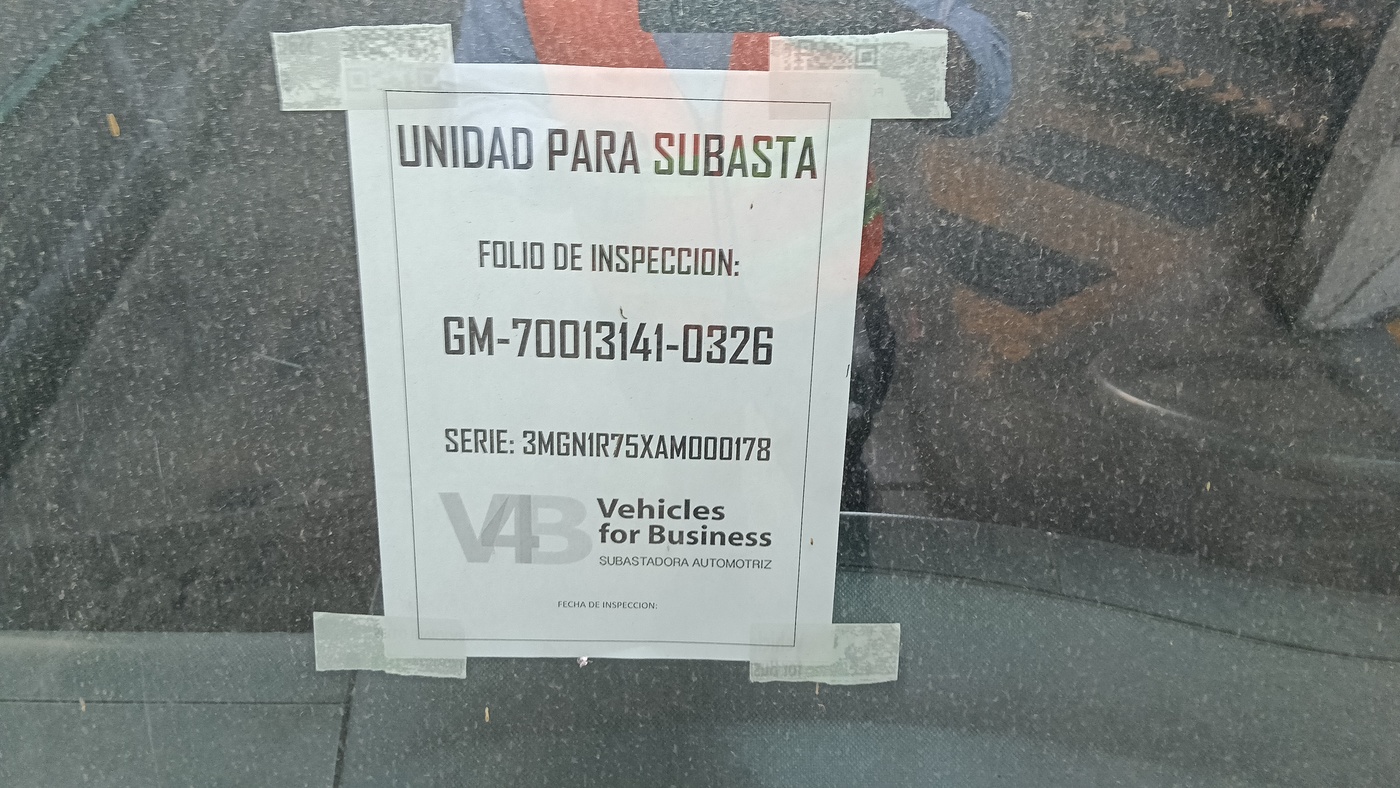 UNIDAD PARA SUBASTA
FOLIO DE INSPECCION:
GM-70013141-0326
SERIE: 3MGN1R75XAM000178
V4B Vehicles
for Business
SUBASTADORA AUTOMOTRIZ
FECHA DE INSPECCION: